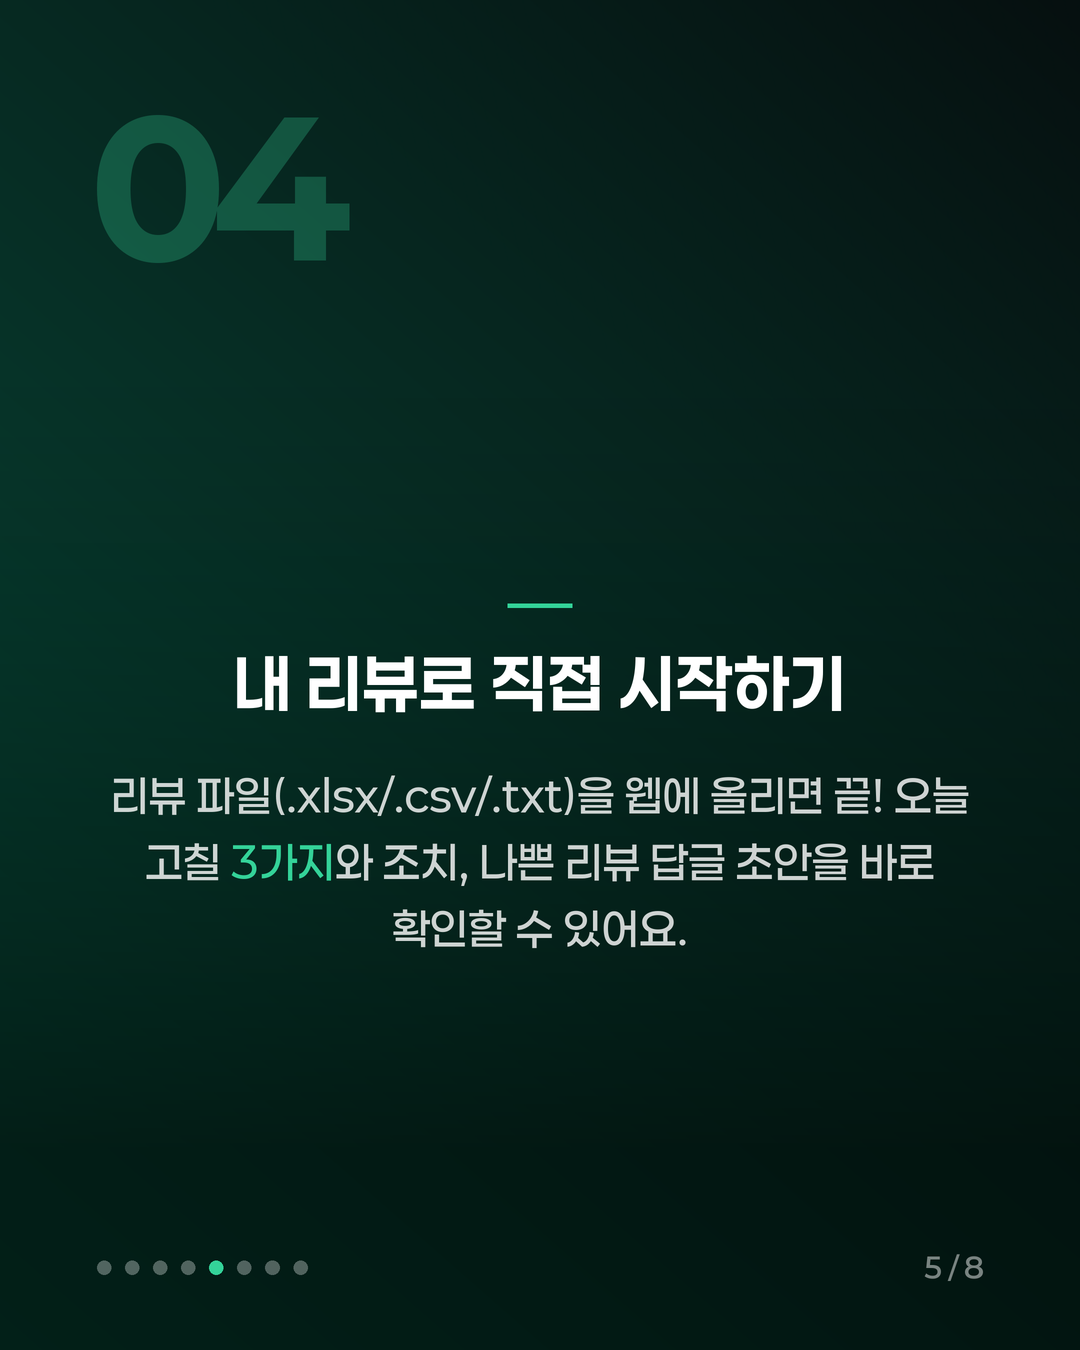 04
내 리뷰로 직접 시작하기
리뷰 파일(.xlsx/.csv/.txt)을 웹에 올리면 끝! 오늘
고칠 3가지와 조치, 나쁜 리뷰 답글 초안을 바로
확인할 수 있어요.
5/8